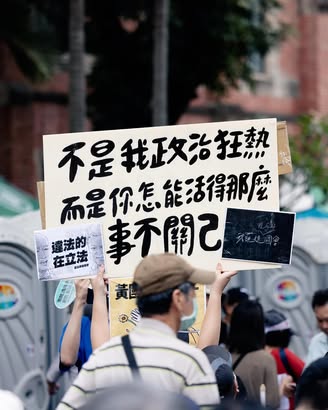 不是我政治狂熱
而是你怎能活得那麼
事不關己
違法的
在立法
黃